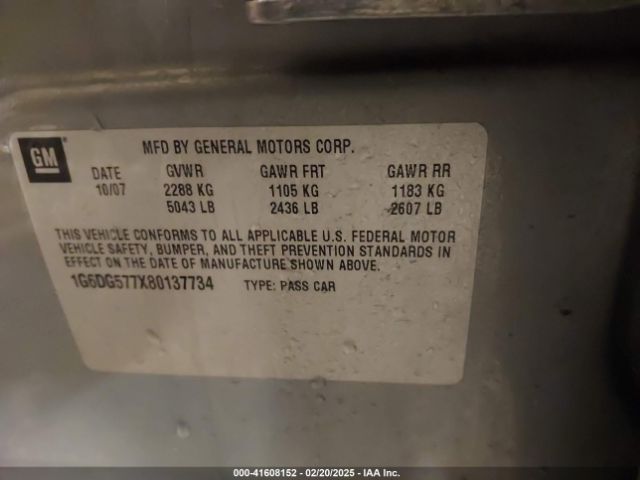 GM
MFD BY GENERAL MOTORS CORP.
DATE GVWR GAWR FRT GAWR RR
10/07 2288 KG 1105 KG 1183 KG
5043 LB 2436 LB 2607 LB
THIS VEHICLE CONFORMS TO ALL APPLICABLE U.S. FEDERAL MOTOR
VEHICLE SAFETY, BUMPER, AND THEFT PREVENTION STANDARDS IN
EFFECT ON THE DATE OF MANUFACTURE SHOWN ABOVE.
1G6DG577X80137734 TYPE: PASS CAR
000-41608152 - 02/20/2025 - IAA Inc.